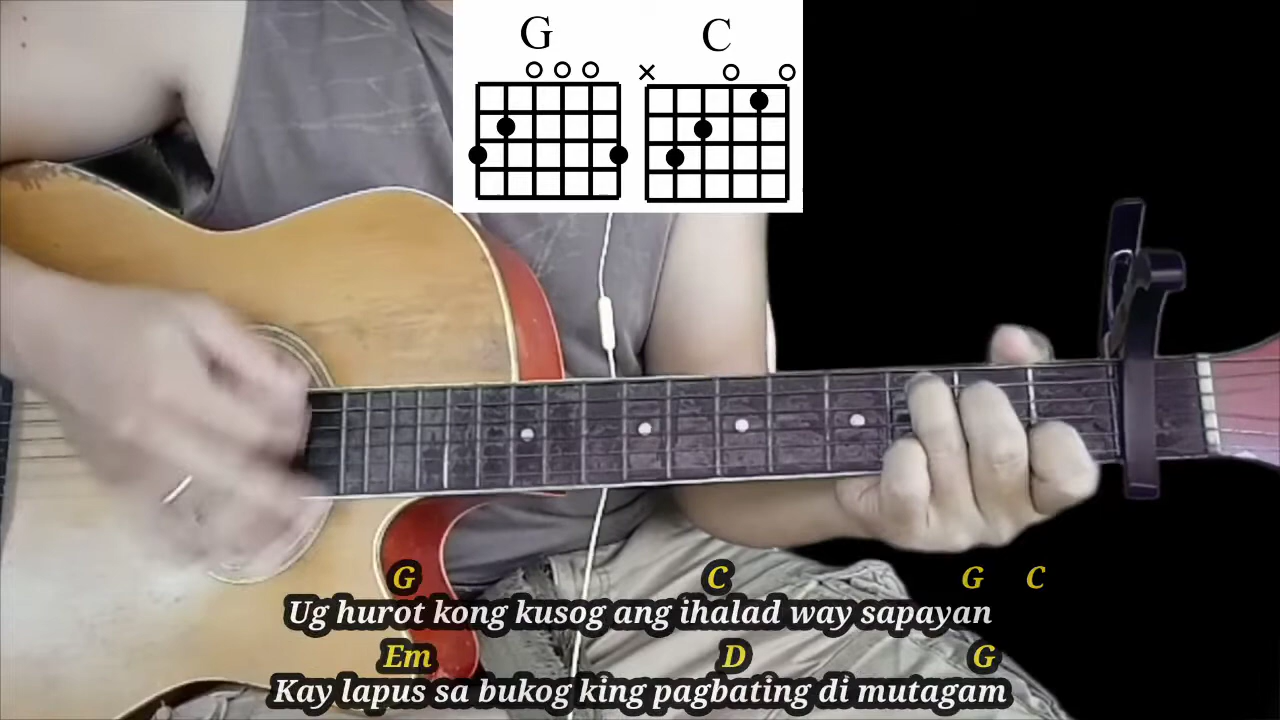 G C
G C G C
Ug hurot kong kusog ang ihalad way sapayan
Em D G
Kay lapus sa bukog king pagbating di mutagam